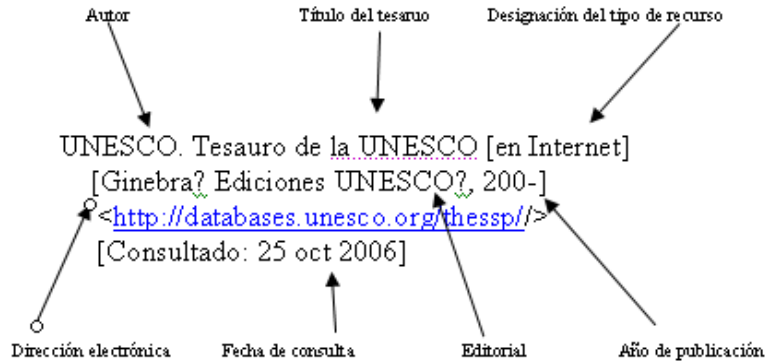 Autor Título del tesaruo Designación del tipo de recurso
UNESCO. Tesauro de la UNESCO [en Internet]
[Ginebra? Ediciones UNESCO?, 200-]
<http://databases.unesco.org/thessp//>
[Consultado: 25 oct 2006]
Dirección electrónica Fecha de consulta Editorial Año de publicación